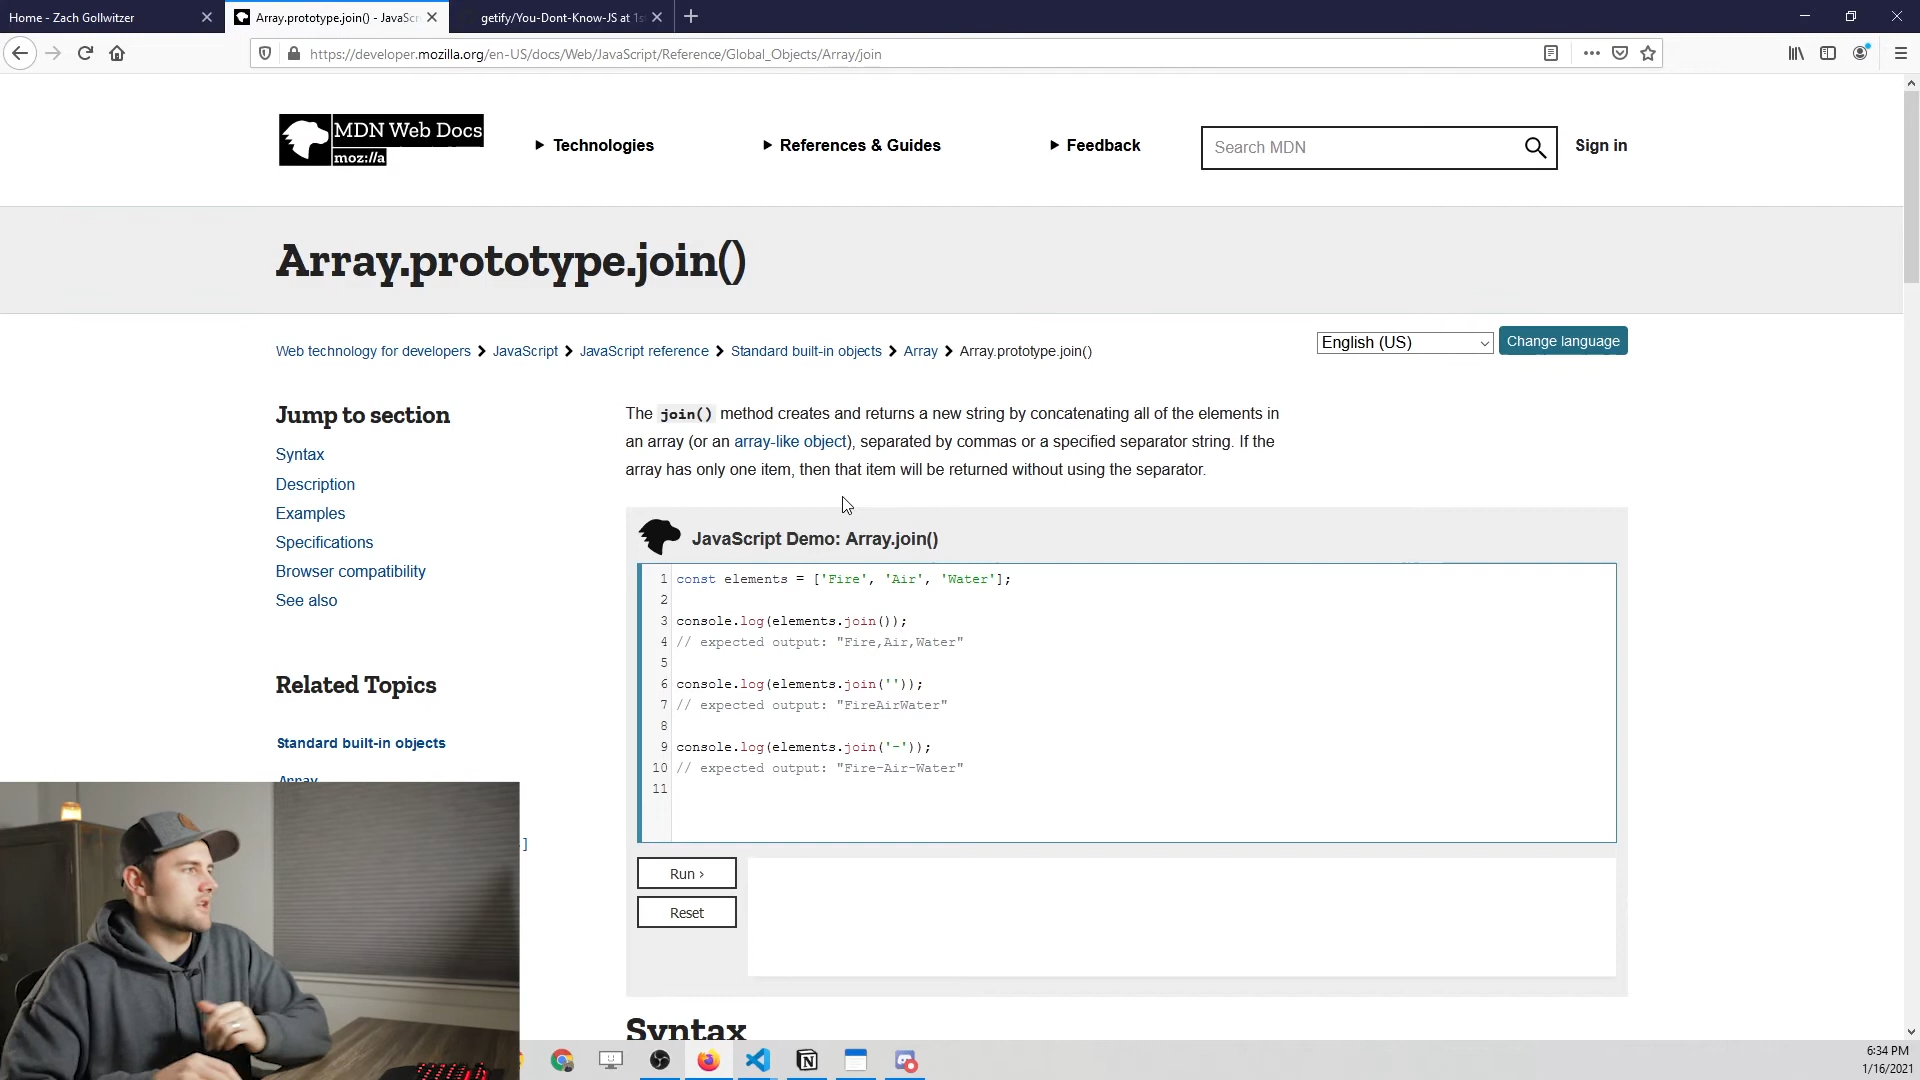 Home - Zach Gollwitzer
Array.prototype.join() - JavaScr
getify/You-Dont-Know-JS at 1s
https://developer.mozilla.org/en-US/docs/Web/JavaScript/Reference/Global_Objects/Array/join
MDN Web Docs
moz://a
Technologies
References & Guides
Feedback
Search MDN
Sign in
Array.prototype.join()
Web technology for developers > JavaScript > JavaScript reference > Standard built-in objects > Array > Array.prototype.join()
English (US)
Change language
Jump to section
Syntax
Description
Examples
Specifications
Browser compatibility
See also
Related Topics
Standard built-in objects
Array
]
The join() method creates and returns a new string by concatenating all of the elements in
an array (or an array-like object), separated by commas or a specified separator string. If the
array has only one item, then that item will be returned without using the separator.
JavaScript Demo: Array.join()
1 const elements = ['Fire', 'Air', 'Water'];
2
3 console.log(elements.join());
4 // expected output: "Fire,Air,Water"
5
6 console.log(elements.join(''));
7 // expected output: "FireAirWater"
8
9 console.log(elements.join('-'));
10 // expected output: "Fire-Air-Water"
11
Run ›
Reset
Syntax
6:34 PM
1/16/2021